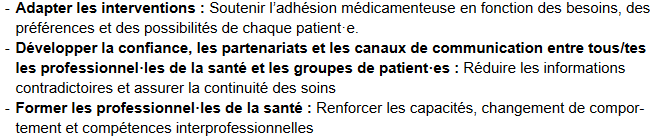 - Adapter les interventions : Soutenir l'adhésion médicamenteuse en fonction des besoins, des
préférences et des possibilités de chaque patient·e.
- Développer la confiance, les partenariats et les canaux de communication entre tous/tes
les professionnel·les de la santé et les groupes de patient·es : Réduire les informations
contradictoires et assurer la continuité des soins
- Former les professionnel·les de la santé : Renforcer les capacités, changement de compor-
tement et compétences interprofessionnelles